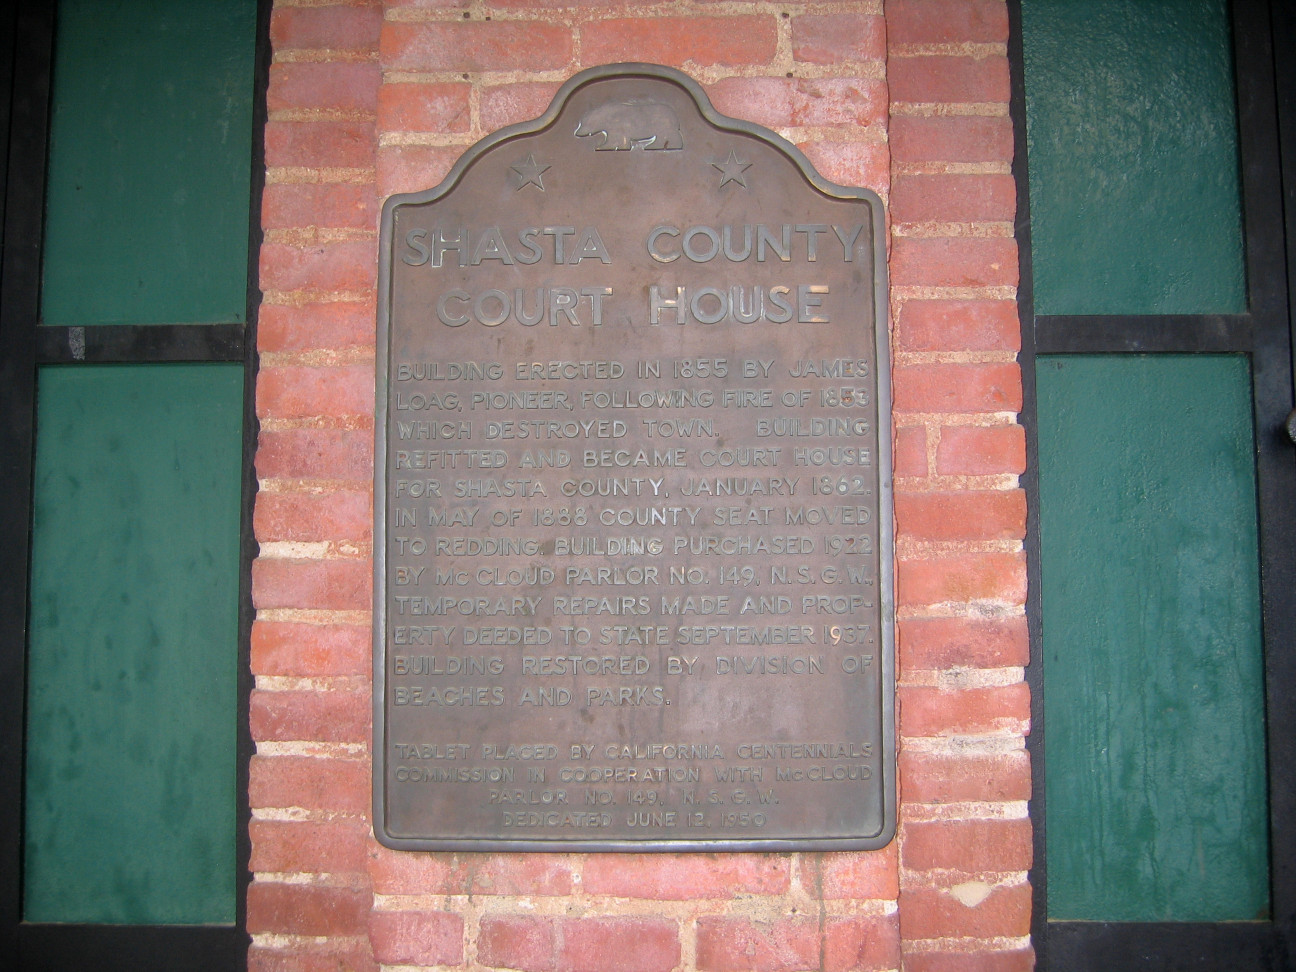 SHASTA COUNTY
COURT HOUSE
BUILDING ERECTED IN 1855 BY JAMES
LOAG, PIONEER, FOLLOWING FIRE OF 1853
WHICH DESTROYED TOWN. BUILDING
REFITTED AND BECAME COURT HOUSE
FOR SHASTA COUNTY, JANUARY 1862.
IN MAY OF 1888 COUNTY SEAT MOVED
TO REDDING. BUILDING PURCHASED 1922
BY McCLOUD PARLOR NO. 149, N.S.G.W.,
TEMPORARY REPAIRS MADE AND PROP-
ERTY DEEDED TO STATE SEPTEMBER 1937.
BUILDING RESTORED BY DIVISION OF
BEACHES AND PARKS.
TABLET PLACED BY CALIFORNIA CENTENNIALS
COMMISSION IN COOPERATION WITH McCLOUD
PARLOR NO. 149, N.S.G.W.
DEDICATED JUNE 12, 1950